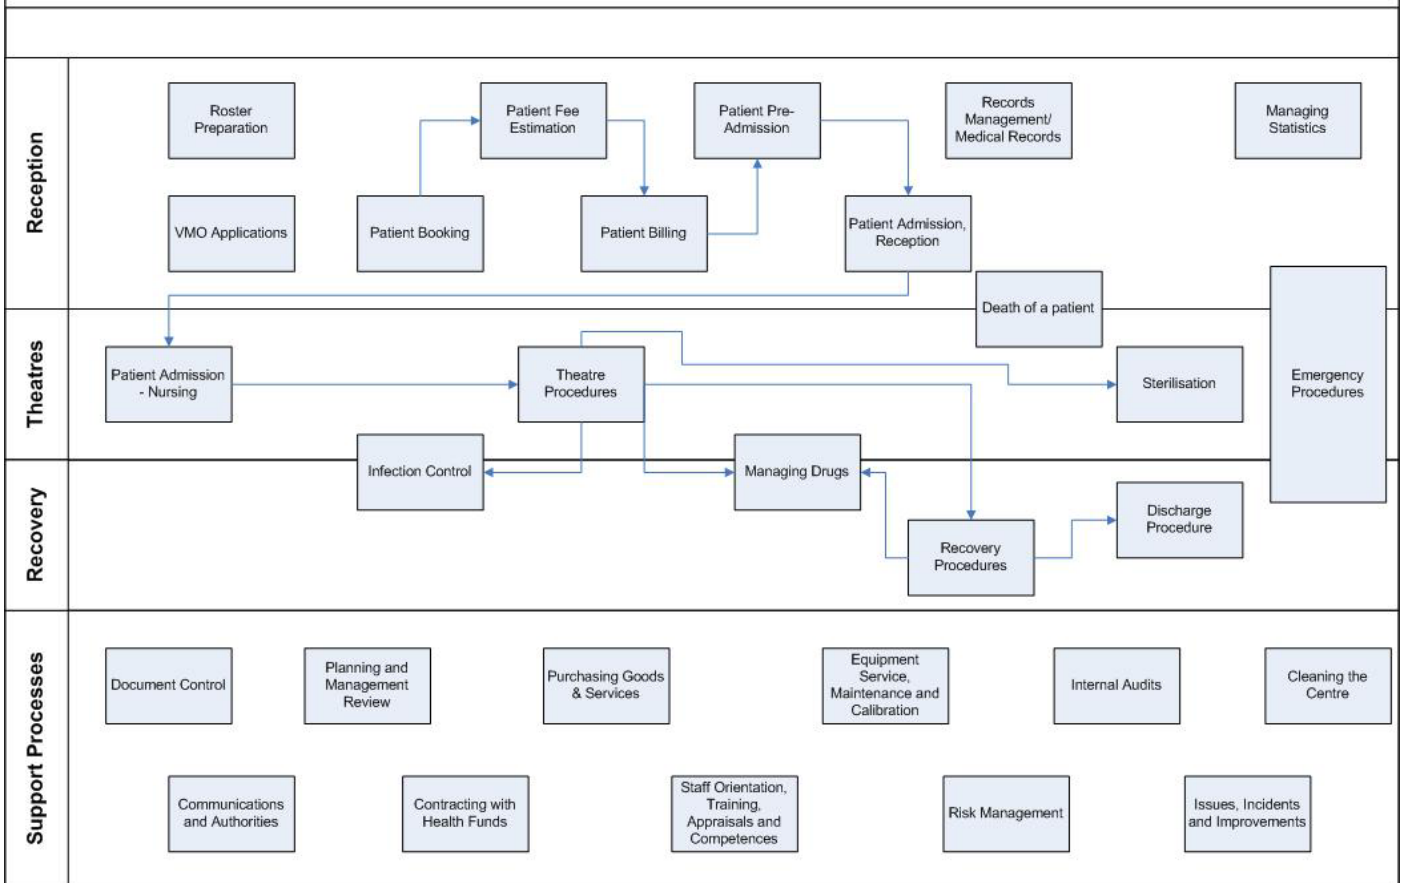 Reception
Roster
Preparation
Patient Fee
Estimation
Patient Pre-
Admission
Records
Management/
Medical Records
Managing
Statistics
VMO Applications
Patient Booking
Patient Billing
Patient Admission,
Reception
Death of a patient
Theatres
Patient Admission
- Nursing
Theatre
Procedures
Sterilisation
Emergency
Procedures
Infection Control
Managing Drugs
Recovery
Discharge
Procedure
Recovery
Procedures
Support Processes
Document Control
Planning and
Management
Review
Purchasing Goods
& Services
Equipment
Service,
Maintenance and
Calibration
Internal Audits
Cleaning the
Centre
Communications
and Authorities
Contracting with
Health Funds
Staff Orientation,
Training,
Appraisals and
Competences
Risk Management
Issues, Incidents
and Improvements